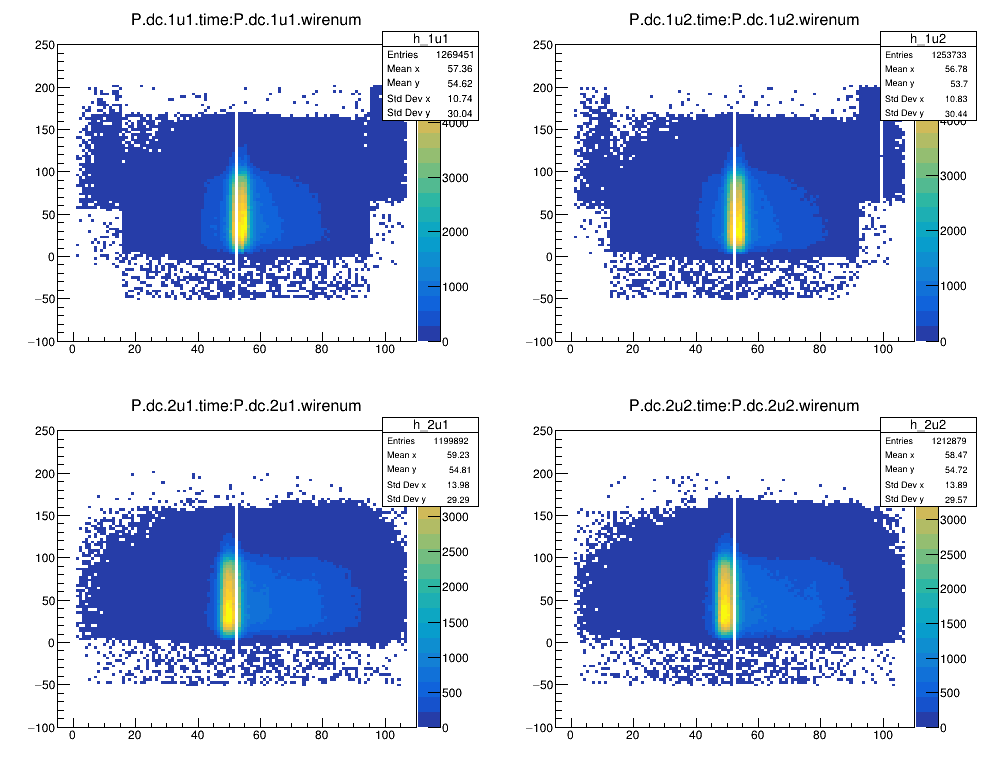 P.dc.1u1.time:P.dc.1u1.wirenum
h_1u1
Entries 1269451
Mean x 57.36
Mean y 54.62
Std Dev x 10.74
Std Dev y 30.04
250
200
150
100
50
0
−50
−100
0 20 40 60 80 100
4000
3000
2000
1000
0
P.dc.1u2.time:P.dc.1u2.wirenum
h_1u2
Entries 1253733
Mean x 56.78
Mean y 53.7
Std Dev x 10.83
Std Dev y 30.44
250
200
150
100
50
0
−50
−100
0 20 40 60 80 100
4000
3000
2000
1000
0
P.dc.2u1.time:P.dc.2u1.wirenum
h_2u1
Entries 1199892
Mean x 59.23
Mean y 54.81
Std Dev x 13.98
Std Dev y 29.29
250
200
150
100
50
0
−50
−100
0 20 40 60 80 100
3000
2500
2000
1500
1000
500
0
P.dc.2u2.time:P.dc.2u2.wirenum
h_2u2
Entries 1212879
Mean x 58.47
Mean y 54.72
Std Dev x 13.89
Std Dev y 29.57
250
200
150
100
50
0
−50
−100
0 20 40 60 80 100
3000
2500
2000
1500
1000
500
0